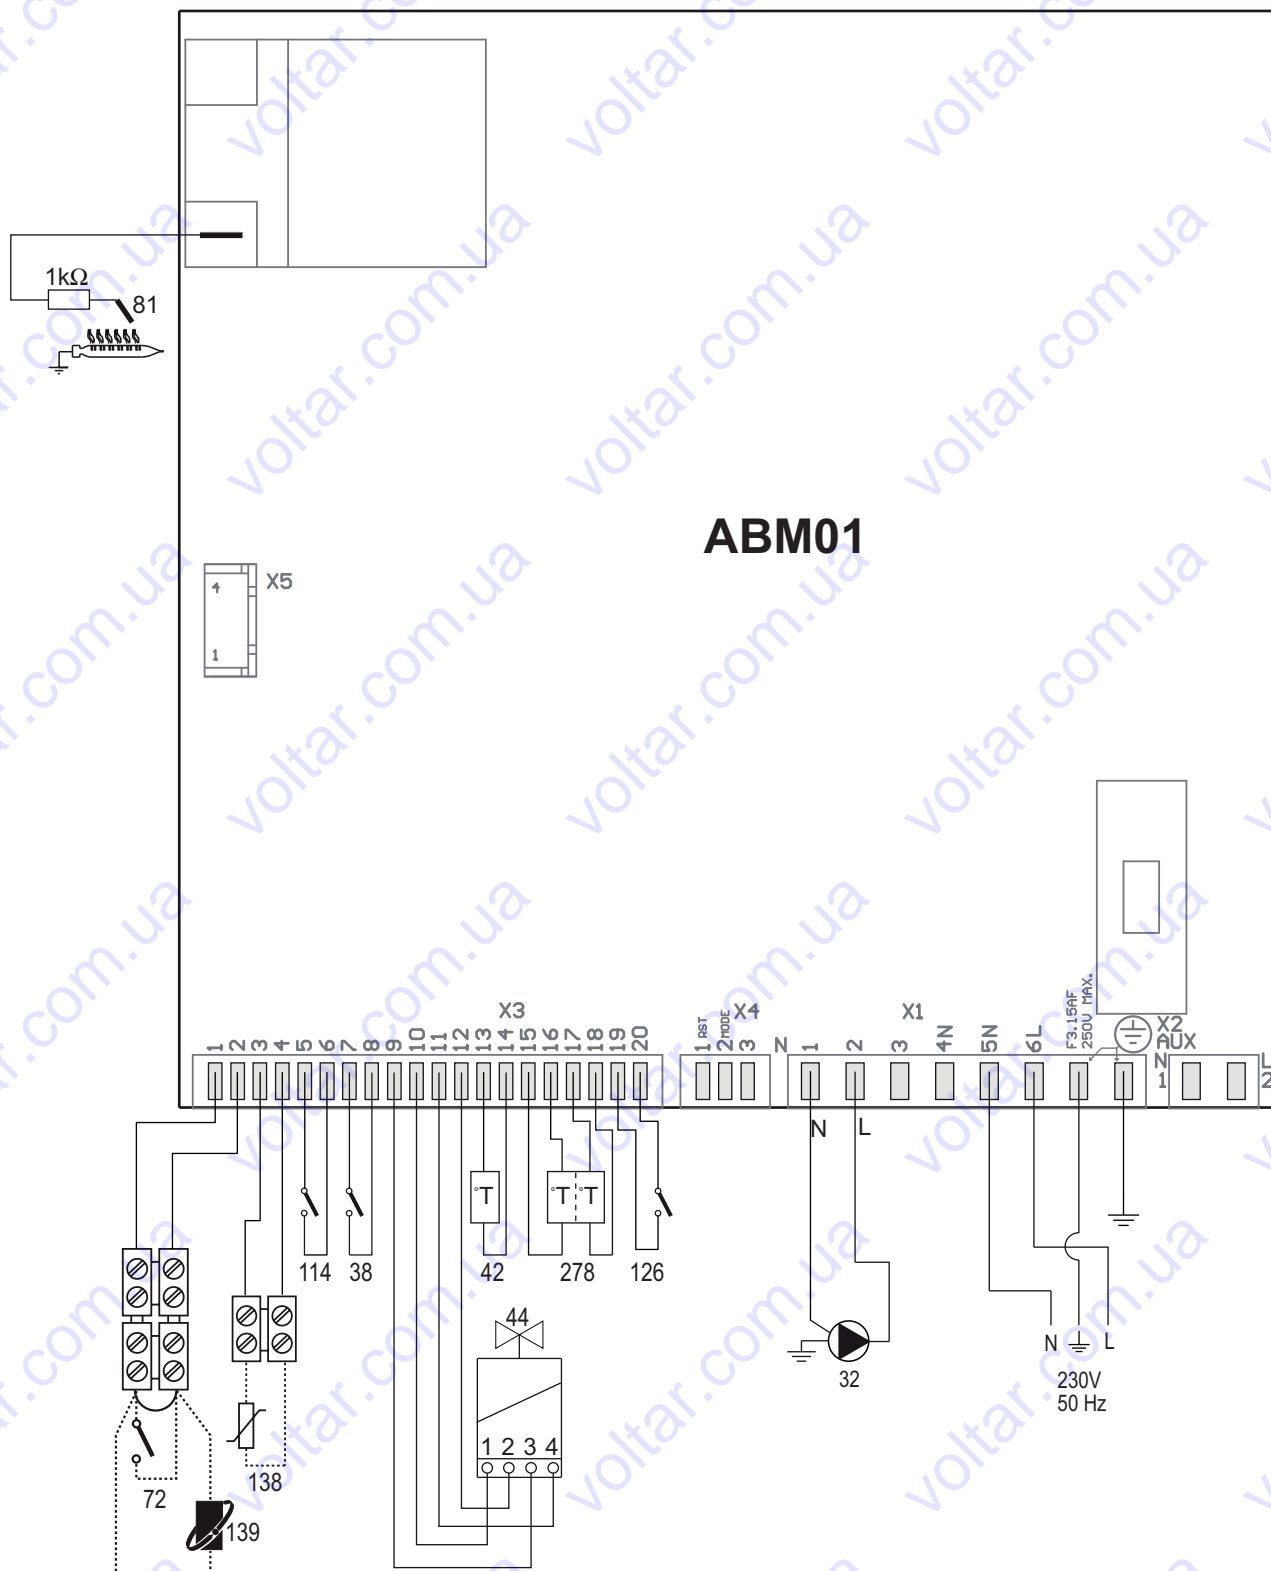 1kΩ
81
ABM01
X5
4
1
X3
1
2
3
4
5
6
7
8
9
10
11
12
13
14
15
16
17
18
19
20
X4
1 RST
2 MODE
3
X1
N
1
2
3
4N
5N
6L
F3.15AF
250V MAX.
X2
AUX
N
1
L
2
N
L
°T
°T
°T
114
38
42
278
126
44
1 2 3 4
32
N
L
230V
50 Hz
72
138
139
voltar.com.ua